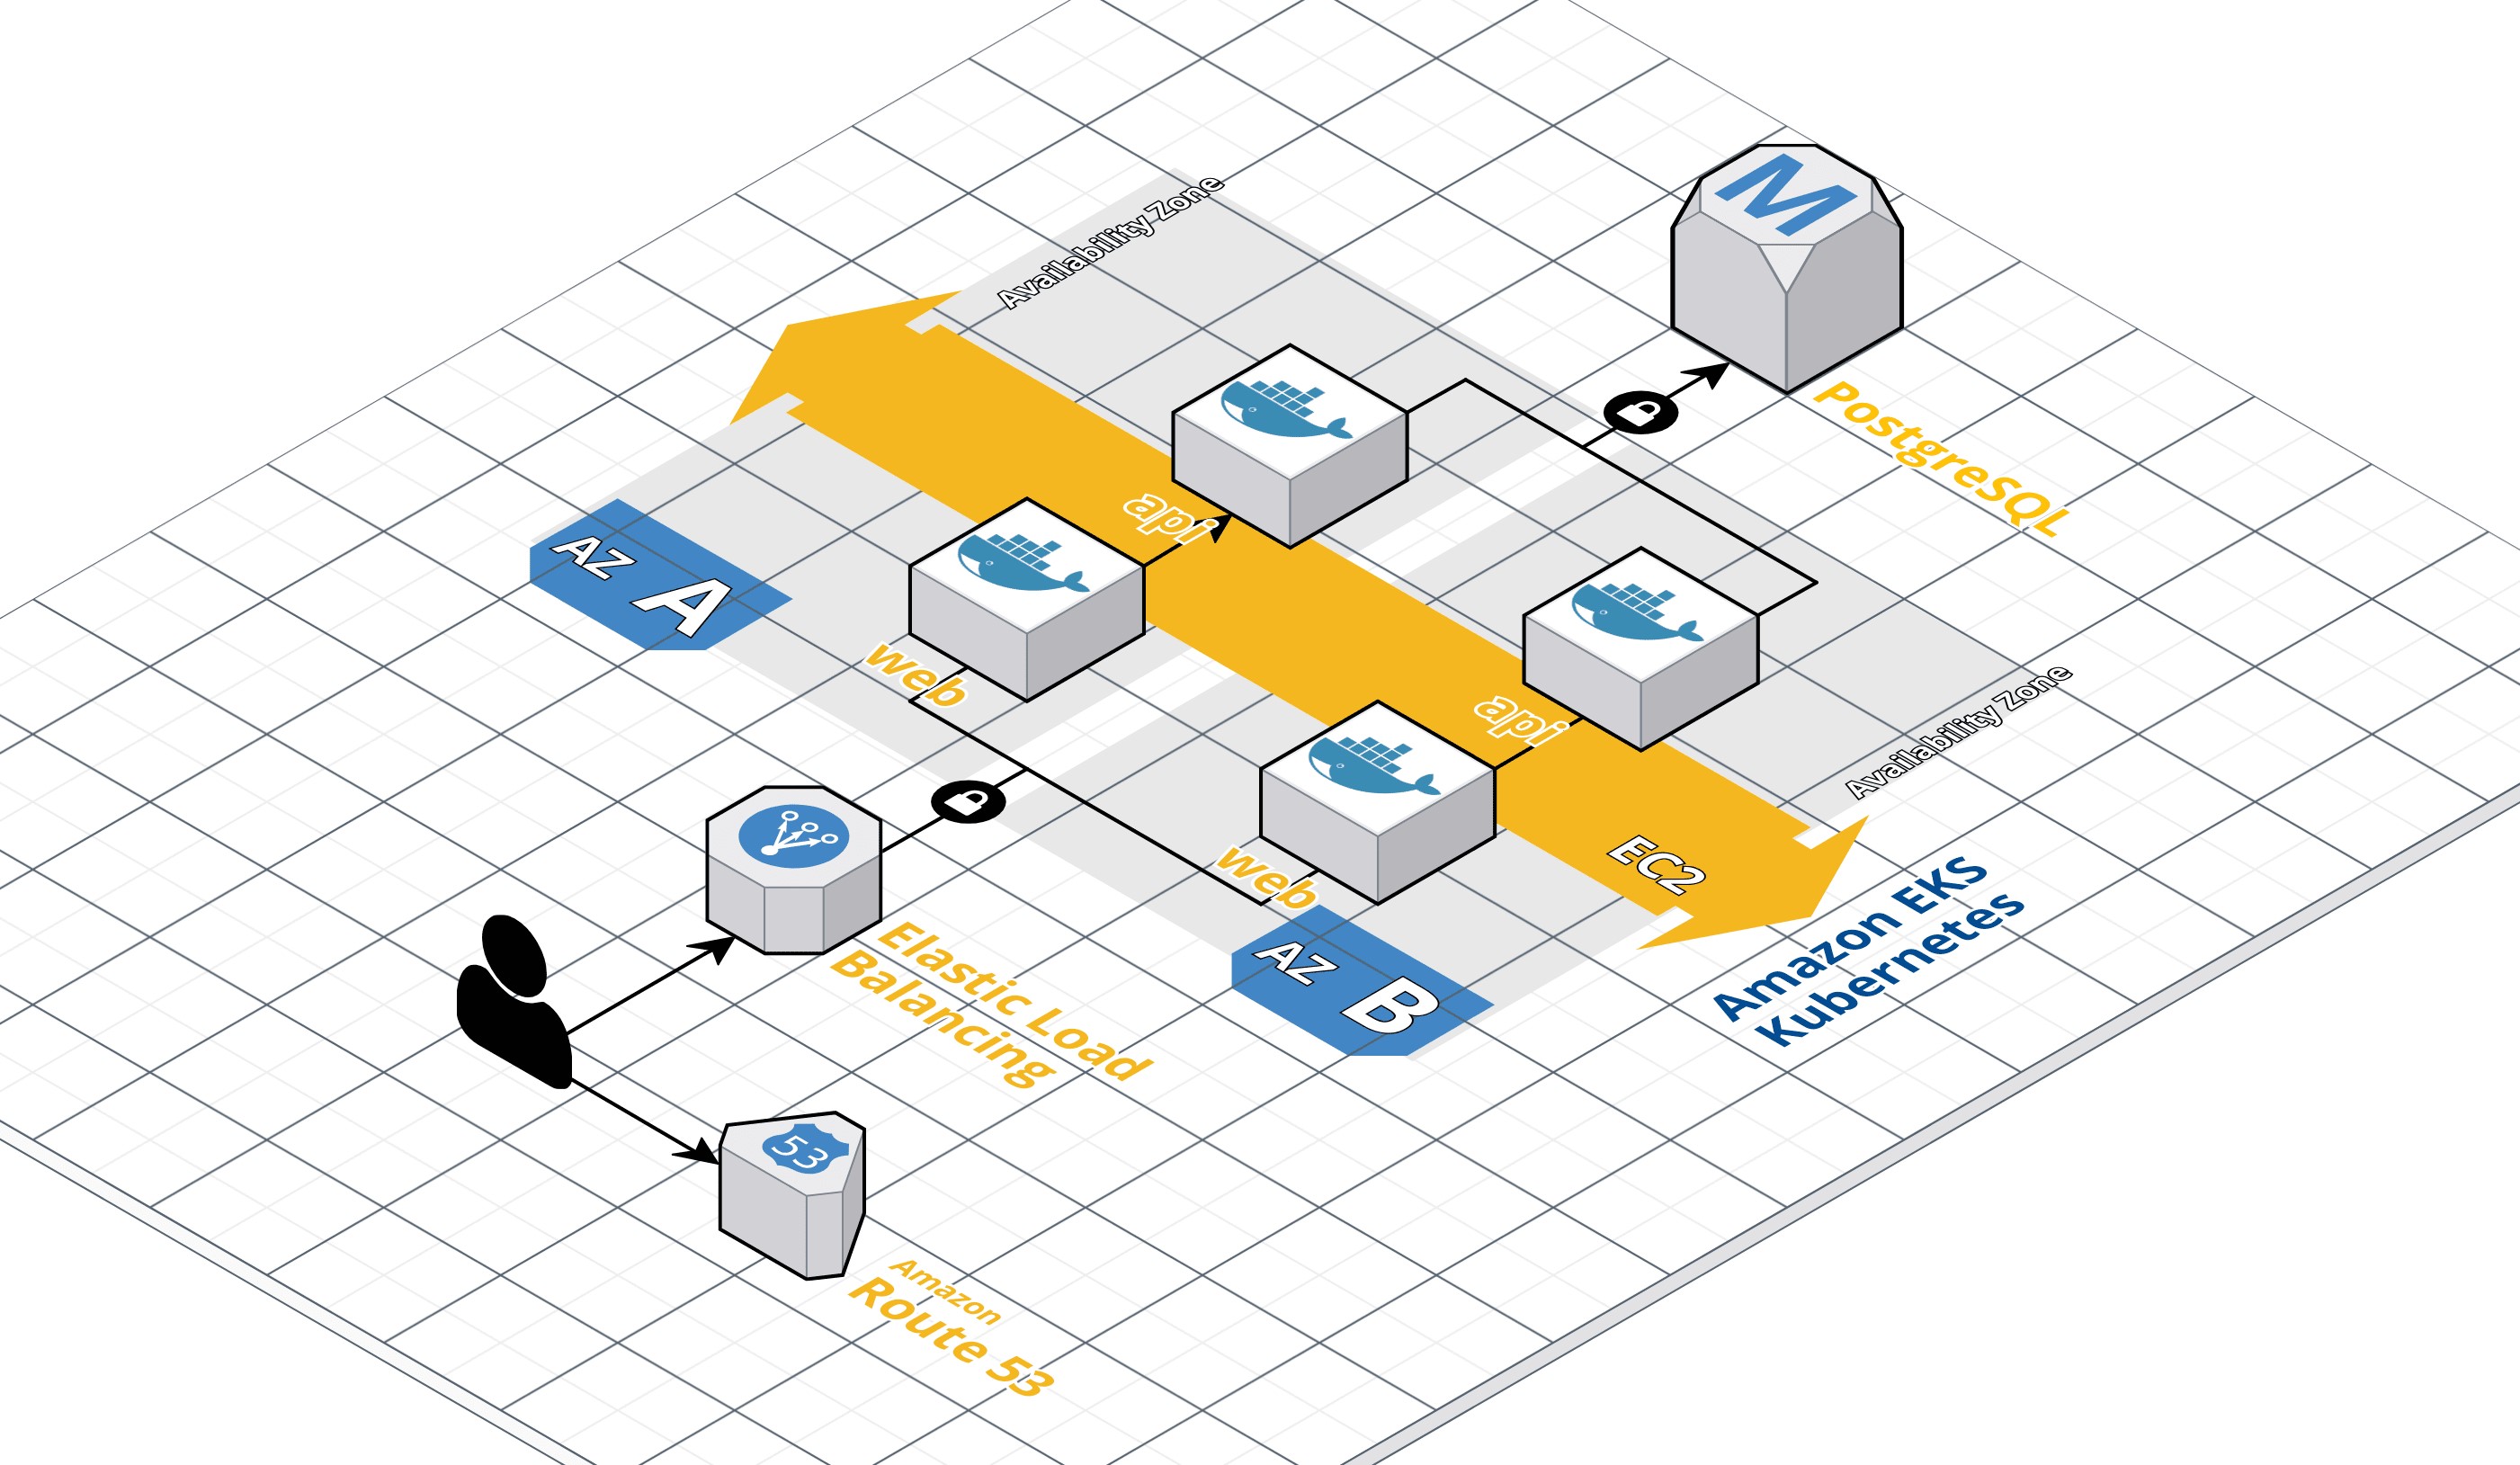 Availability Zone
M
PostgreSQL
api
AZ A
web
Availability Zone
api
EC2
web
Amazon EKS
Kubernetes
AZ B
Elastic Load
Balancing
53
Amazon
Route 53